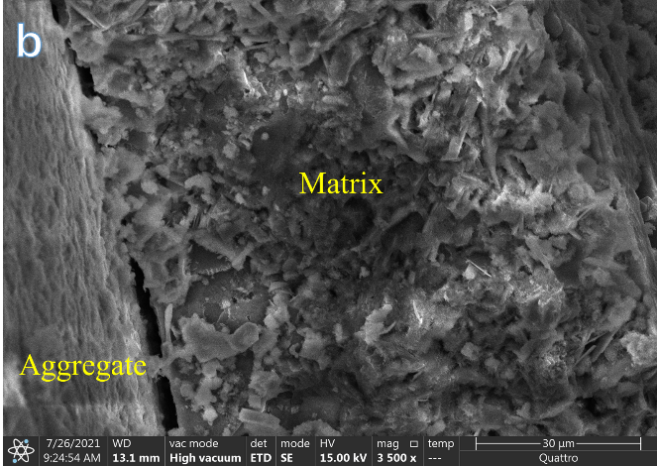 b
Matrix
Aggregate
7/26/2021 WD vac mode det mode HV mag □ temp 30 µm
9:24:54 AM 13.1 mm High vacuum ETD SE 15.00 kV 3 500 x --- Quattro